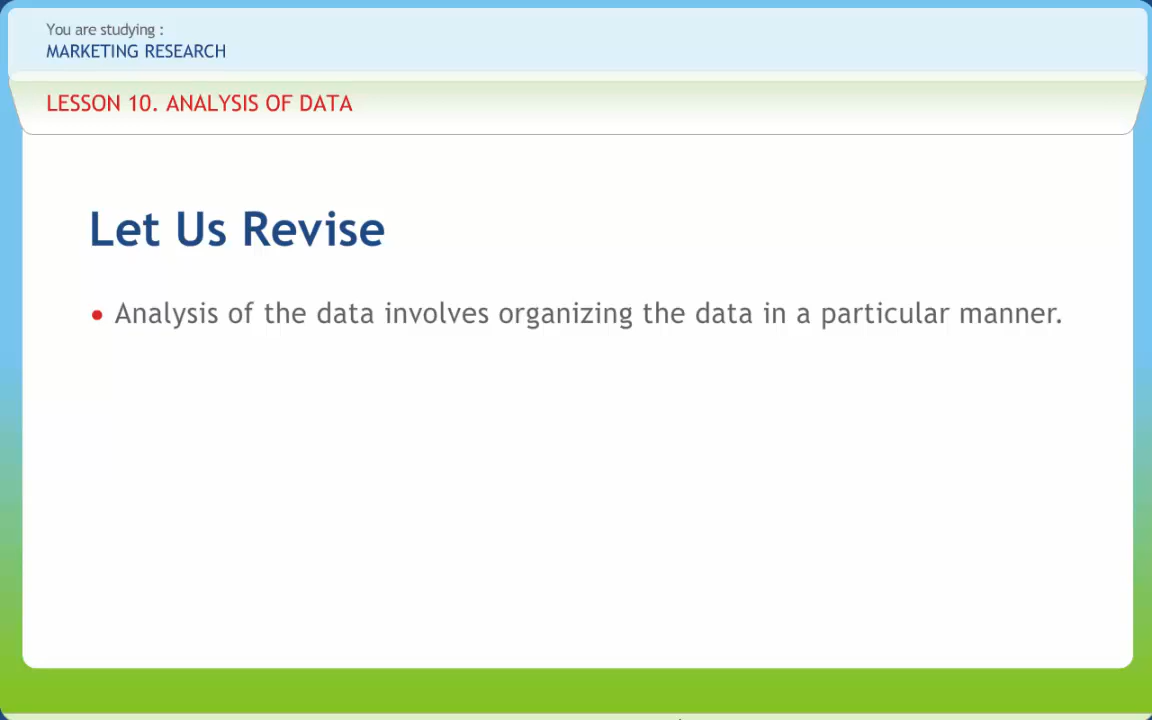 You are studying :
MARKETING RESEARCH
LESSON 10. ANALYSIS OF DATA
Let Us Revise
• Analysis of the data involves organizing the data in a particular manner.